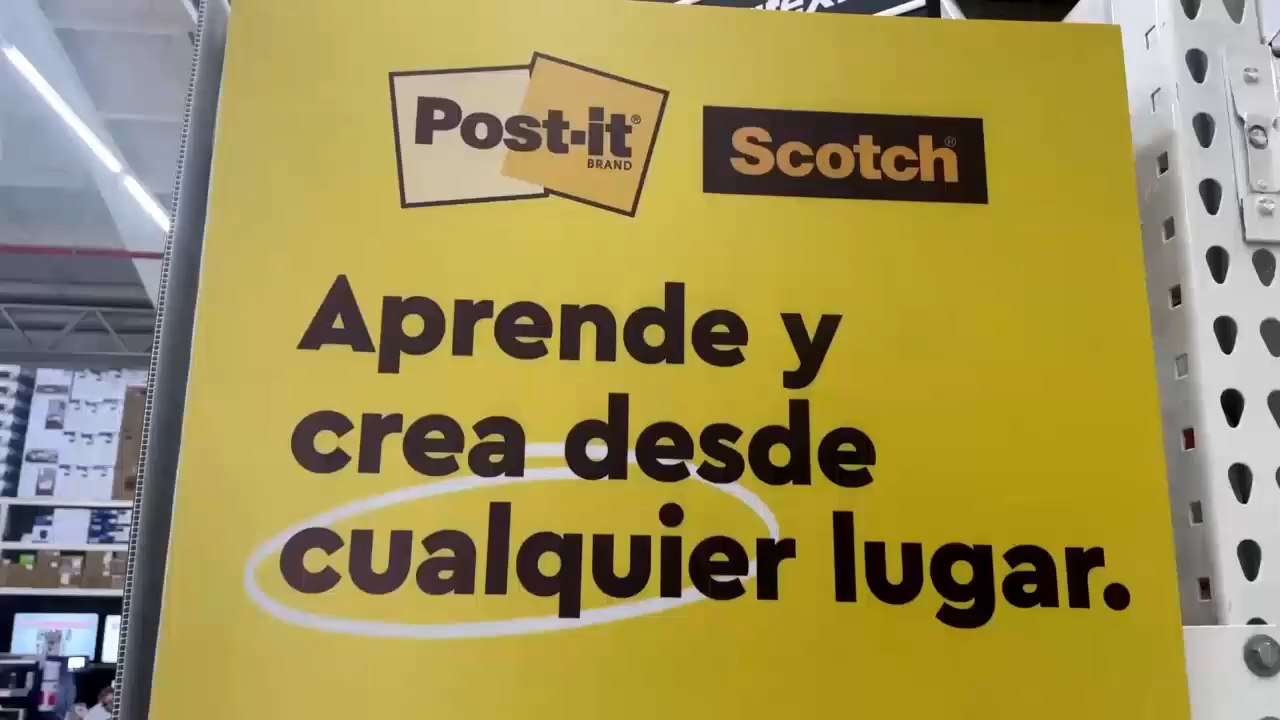 Post-it®
BRAND
Scotch®
Aprende y
crea desde
cualquier lugar.